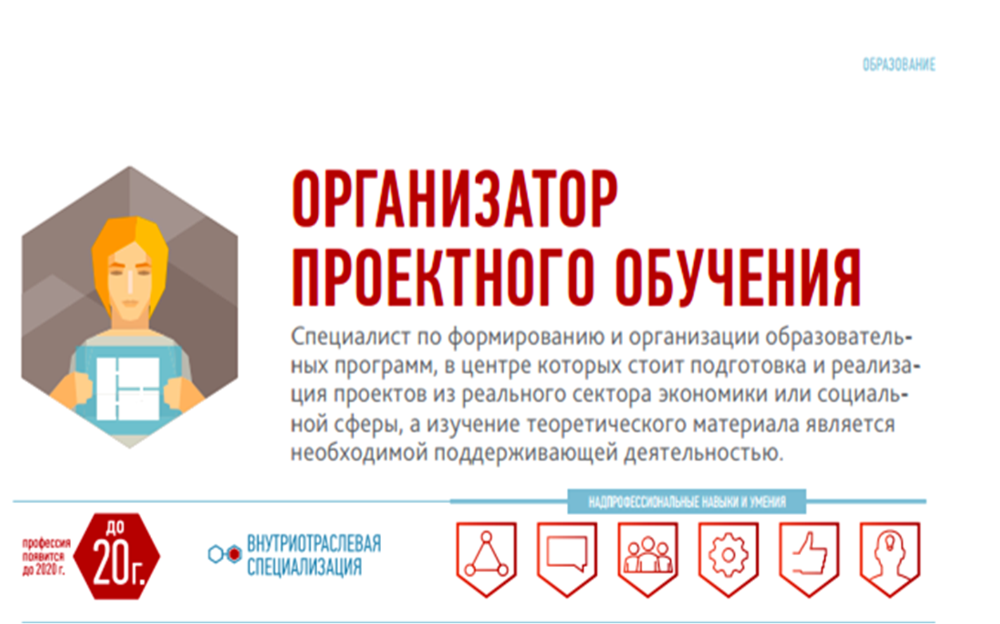 ОБРАЗОВАНИЕ
ОРГАНИЗАТОР
ПРОЕКТНОГО ОБУЧЕНИЯ
Специалист по формированию и организации образователь-
ных программ, в центре которых стоит подготовка и реализа-
ция проектов из реального сектора экономики или социаль-
ной сферы, а изучение теоретического материала является
необходимой поддерживающей деятельностью.
НАДПРОФЕССИОНАЛЬНЫЕ НАВЫКИ И УМЕНИЯ
профессия
появится
до 2020 г.
до
20г.
ВНУТРИОТРАСЛЕВАЯ
СПЕЦИАЛИЗАЦИЯ